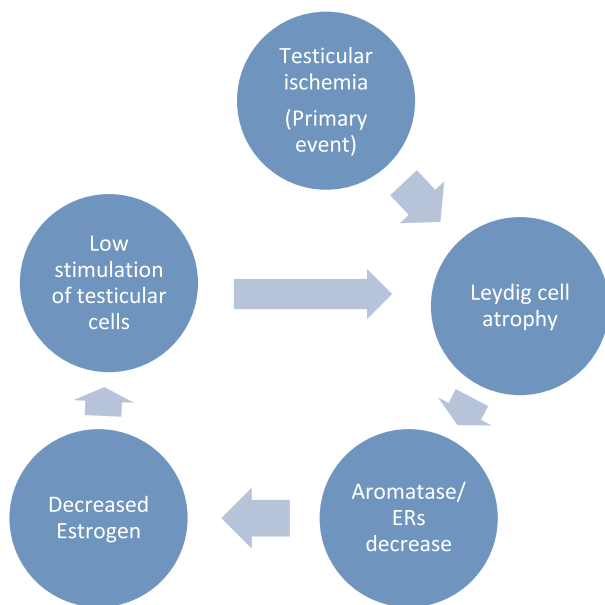 Testicular
ischemia
(Primary
event)
Low
stimulation
of testicular
cells
Leydig cell
atrophy
Aromatase/
ERs
decrease
Decreased
Estrogen